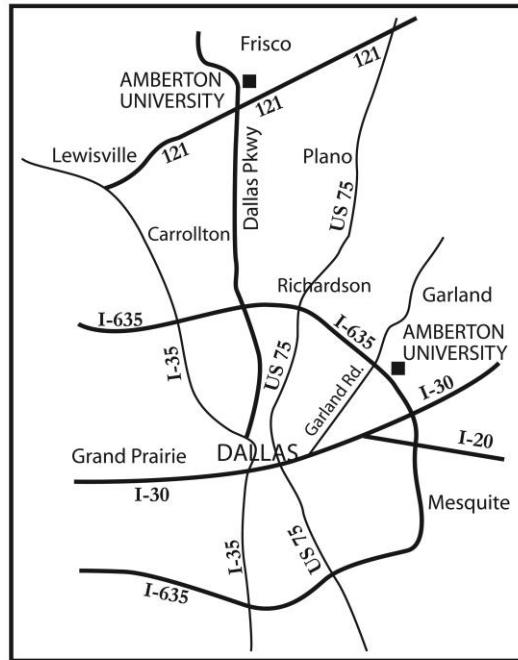 Frisco
AMBERTON
UNIVERSITY
121
121
121
Lewisville
Dallas Pkwy
Plano
US 75
Carrollton
Richardson
Garland
I-635
I-635
AMBERTON
UNIVERSITY
I-35
US 75
Garland Rd.
I-30
I-20
Grand Prairie
DALLAS
I-30
Mesquite
I-35
US 75
I-635